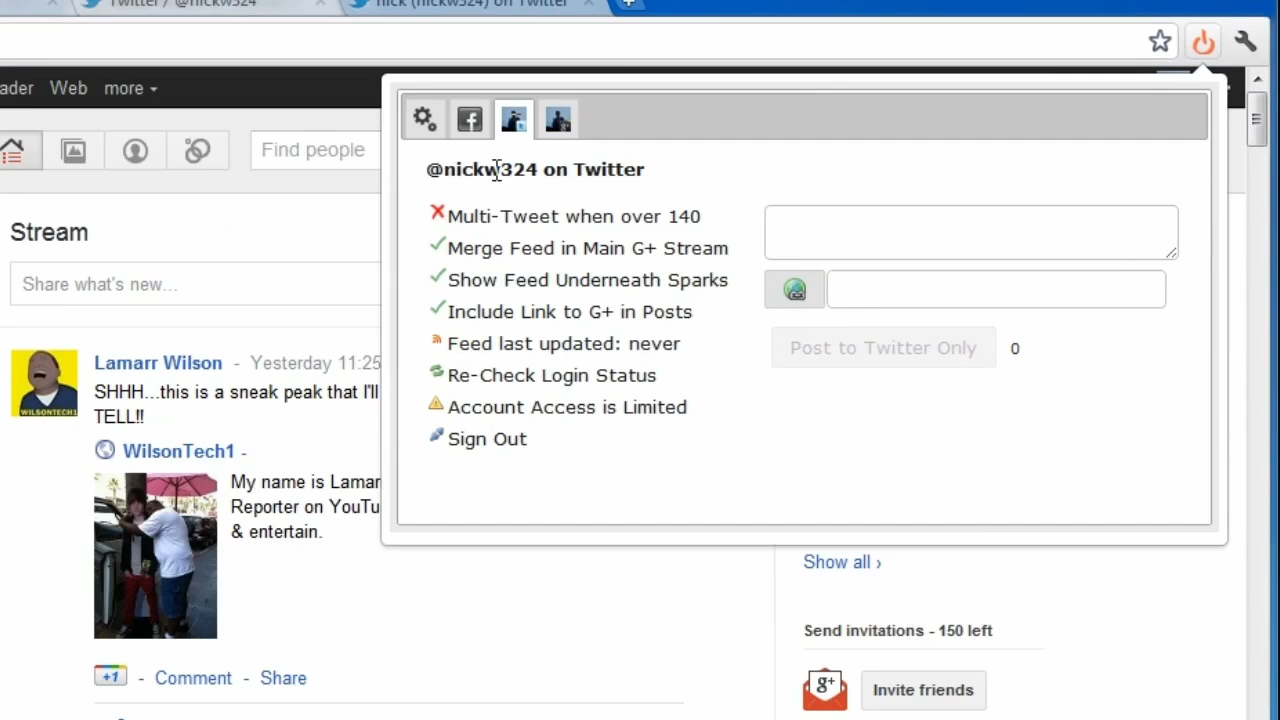 Twitter / @nickw524
nick (nickw324) on Twitter
ader Web more
Find people
@nickw324 on Twitter
Multi-Tweet when over 140
Merge Feed in Main G+ Stream
Show Feed Underneath Sparks
Include Link to G+ in Posts
Feed last updated: never
Re-Check Login Status
Account Access is Limited
Sign Out
Post to Twitter Only 0
Stream
Share what's new...
Lamarr Wilson - Yesterday 11:25
SHHH...this is a sneak peak that I'll
TELL!!
WILSONTECH1
WilsonTech1 -
My name is Lamar
Reporter on YouTu
& entertain.
+1 - Comment - Share
Show all ›
Send invitations - 150 left
g+
Invite friends